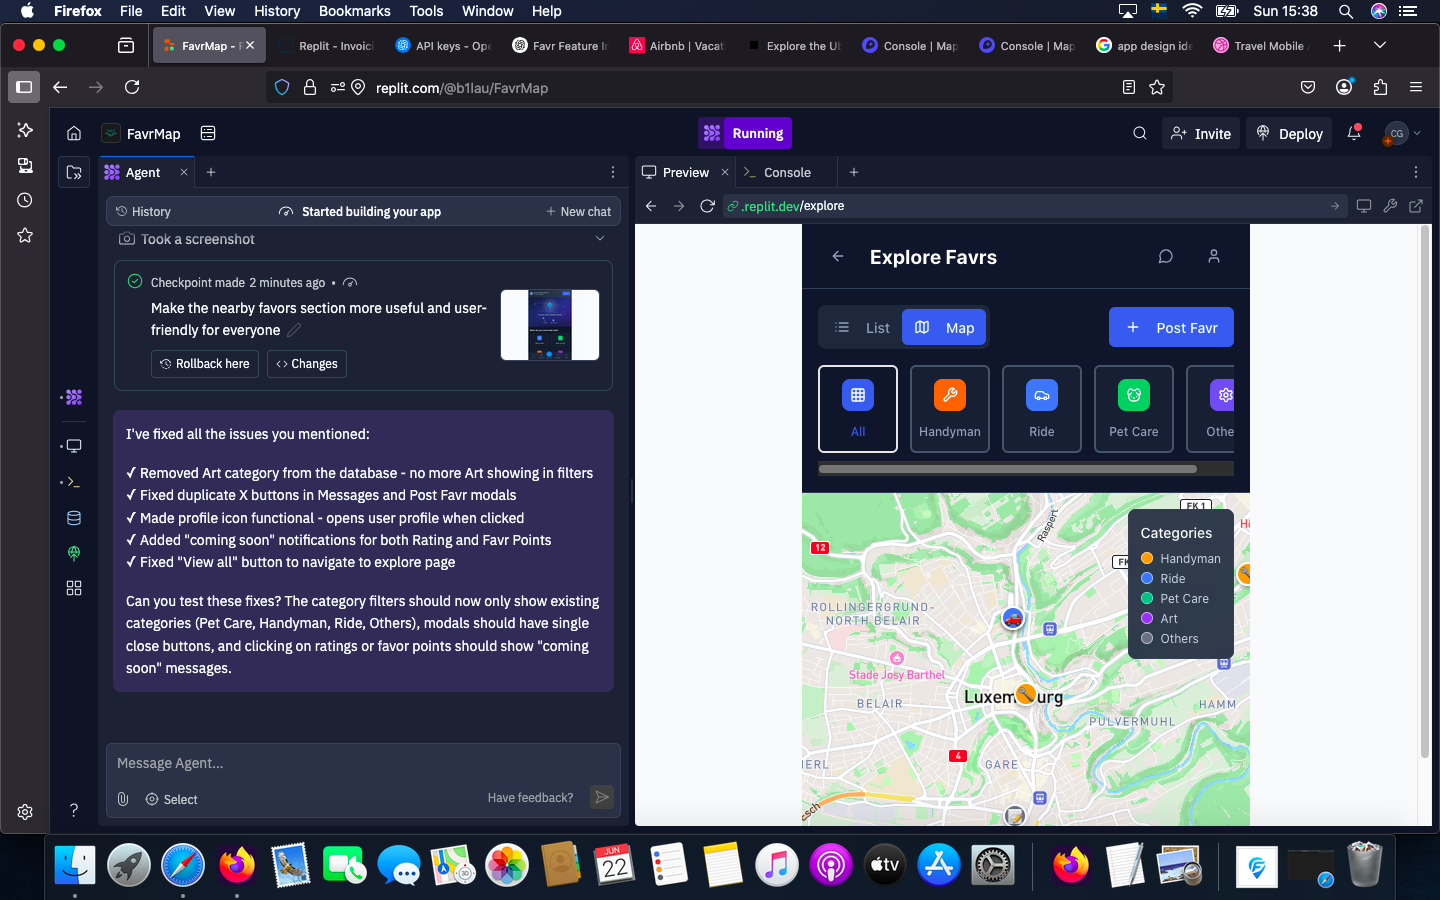 Firefox File Edit View History Bookmarks Tools Window Help
Sun 15:38
FavrMap - F
Replit - Invoici
API keys - Ope
Favr Feature In
Airbnb | Vacat
Explore the Ub
Console | Map
Console | Map
app design ide
Travel Mobile
replit.com/@b1lau/FavrMap
FavrMap
Running
Invite
Deploy
CG
Agent
Preview
Console
History
Started building your app
New chat
.replit.dev/explore
Took a screenshot
Checkpoint made 2 minutes ago •
Make the nearby favors section more useful and user-
friendly for everyone
Rollback here
Changes
I've fixed all the issues you mentioned:
✓ Removed Art category from the database - no more Art showing in filters
✓ Fixed duplicate X buttons in Messages and Post Favr modals
✓ Made profile icon functional - opens user profile when clicked
✓ Added "coming soon" notifications for both Rating and Favr Points
✓ Fixed "View all" button to navigate to explore page
Can you test these fixes? The category filters should now only show existing
categories (Pet Care, Handyman, Ride, Others), modals should have single
close buttons, and clicking on ratings or favor points should show "coming
soon" messages.
Message Agent...
Select
Have feedback?
?
Explore Favrs
List
Map
+ Post Favr
All
Handyman
Ride
Pet Care
Othe
FK 1
Raspert
12
FK
Categories
Handyman
Ride
Pet Care
Art
Others
ROLLINGERGRUND-
NORTH BELAIR
Stade Josy Barthel
Luxem urg
BELAIR
HAMM
PULVERMUHL
4
IERL
GARE
esch
JUN
22
3D
tv